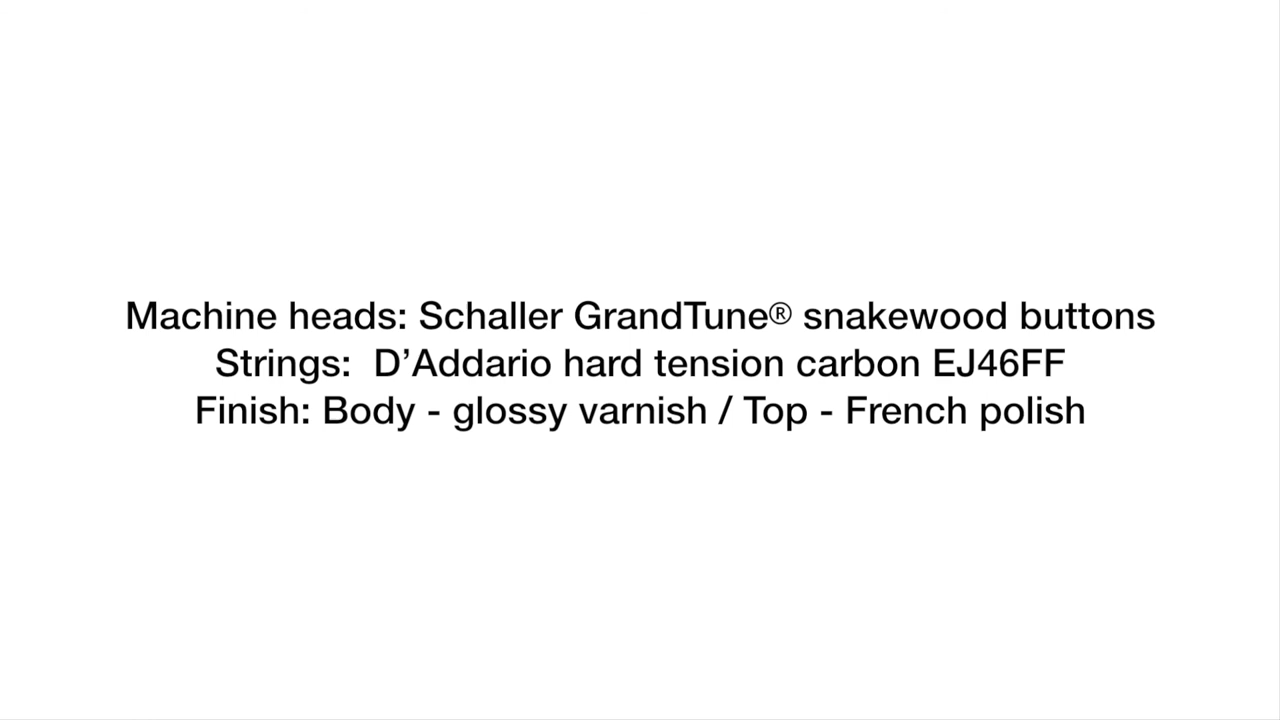 Machine heads: Schaller GrandTune® snakewood buttons
Strings:  D’Addario hard tension carbon EJ46FF
Finish: Body - glossy varnish / Top - French polish